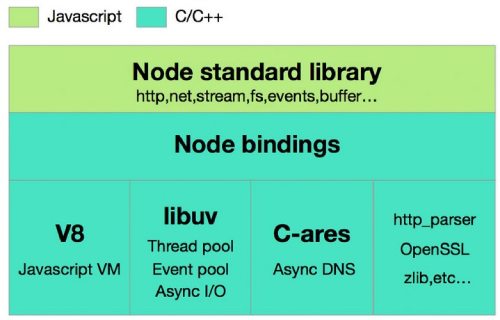 Javascript
C/C++
Node standard library
http,net,stream,fs,events,buffer…
Node bindings
V8
Javascript VM
libuv
Thread pool
Event pool
Async I/O
C-ares
Async DNS
http_parser
OpenSSL
zlib,etc…